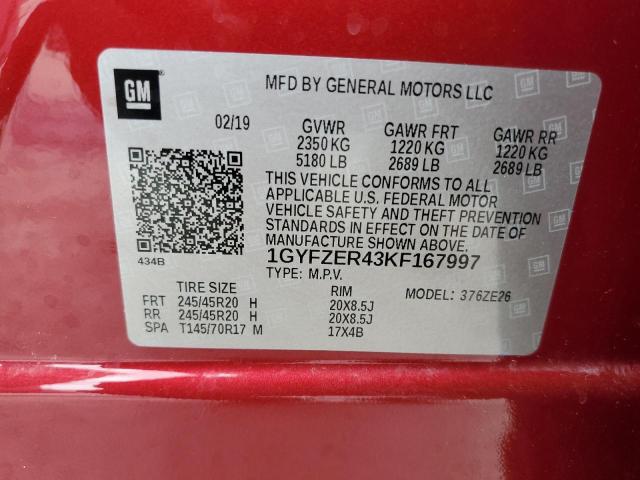 GM
MFD BY GENERAL MOTORS LLC
02/19 GVWR GAWR FRT GAWR RR
2350 KG 1220 KG 1220 KG
5180 LB 2689 LB 2689 LB
THIS VEHICLE CONFORMS TO ALL
APPLICABLE U.S. FEDERAL MOTOR
VEHICLE SAFETY AND THEFT PREVENTION
STANDARDS IN EFFECT ON THE DATE OF
MANUFACTURE SHOWN ABOVE.
434B 1GYFZER43KF167997
TYPE: M.P.V.
TIRE SIZE RIM MODEL: 376ZE26
FRT 245/45R20 H 20X8.5J
RR 245/45R20 H 20X8.5J
SPA T145/70R17 M 17X4B